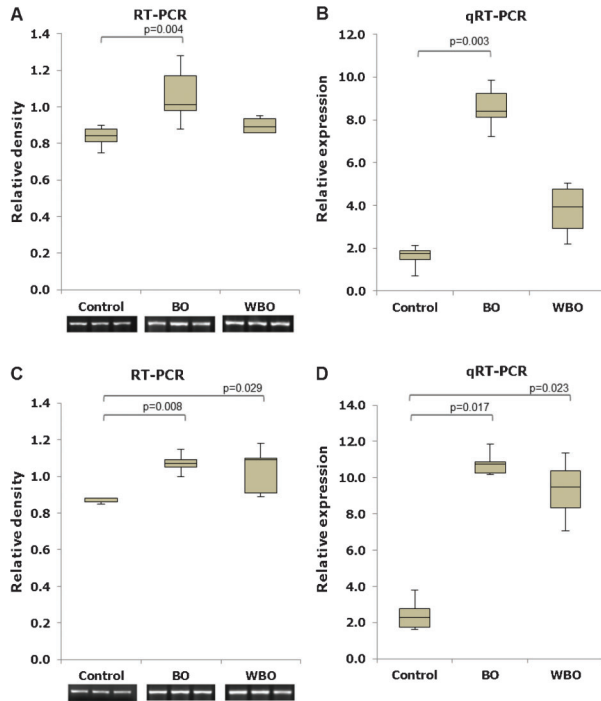 A
RT-PCR
p=0.004
1.4
1.2
1.0
0.8
0.6
0.4
0.2
0.0
Relative density
Control BO WBO
B
qRT-PCR
p=0.003
12.0
10.0
8.0
6.0
4.0
2.0
0.0
Relative expression
Control BO WBO
C
RT-PCR
p=0.029
p=0.008
1.4
1.2
1.0
0.8
0.6
0.4
0.2
0.0
Relative density
Control BO WBO
D
qRT-PCR
p=0.023
p=0.017
14.0
12.0
10.0
8.0
6.0
4.0
2.0
0.0
Relative expression
Control BO WBO